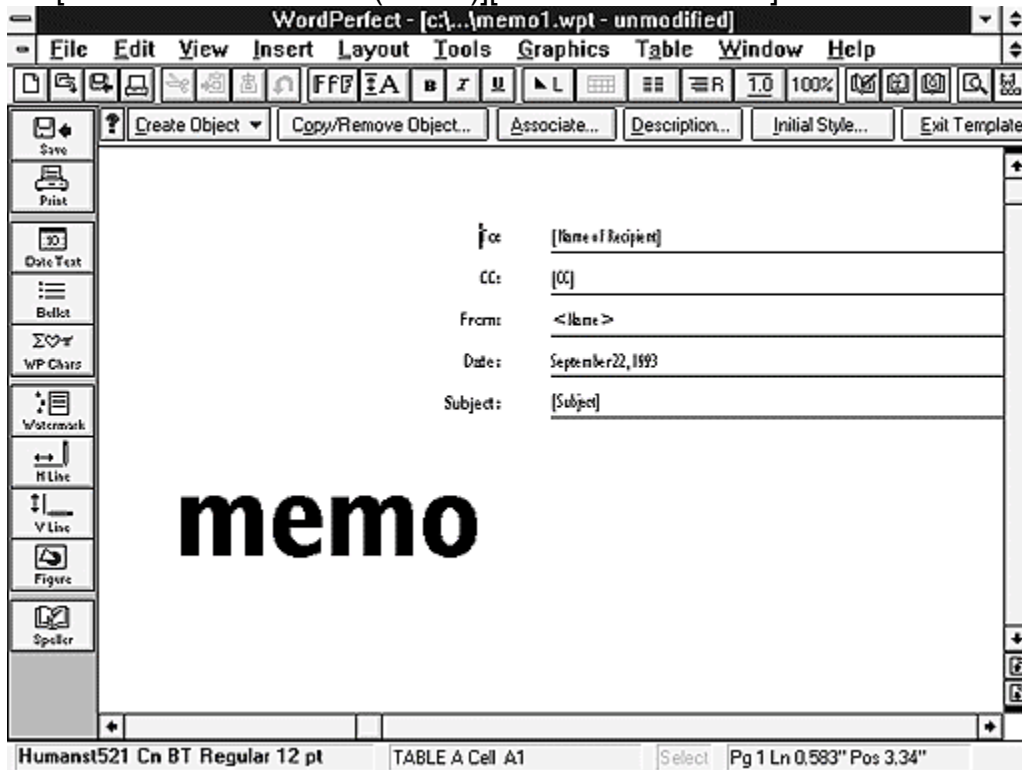 WordPerfect - [c:\...\memo1.wpt - unmodified]
File Edit View Insert Layout Tools Graphics Table Window Help
FfF A B I U L R 1.0 100%
? Create Object Copy/Remove Object... Associate... Description... Initial Style... Exit Template
Save
Print
Date Text
Bullet
WP Chars
Watermark
H Line
V Line
Figure
Speller
To: [Name of Recipient]
CC: [CC]
From: <Name>
Date: September 22, 1993
Subject: [Subject]
memo
Humanst521 Cn BT Regular 12 pt TABLE A Cell A1 Select Pg 1 Ln 0.583" Pos 3.34"